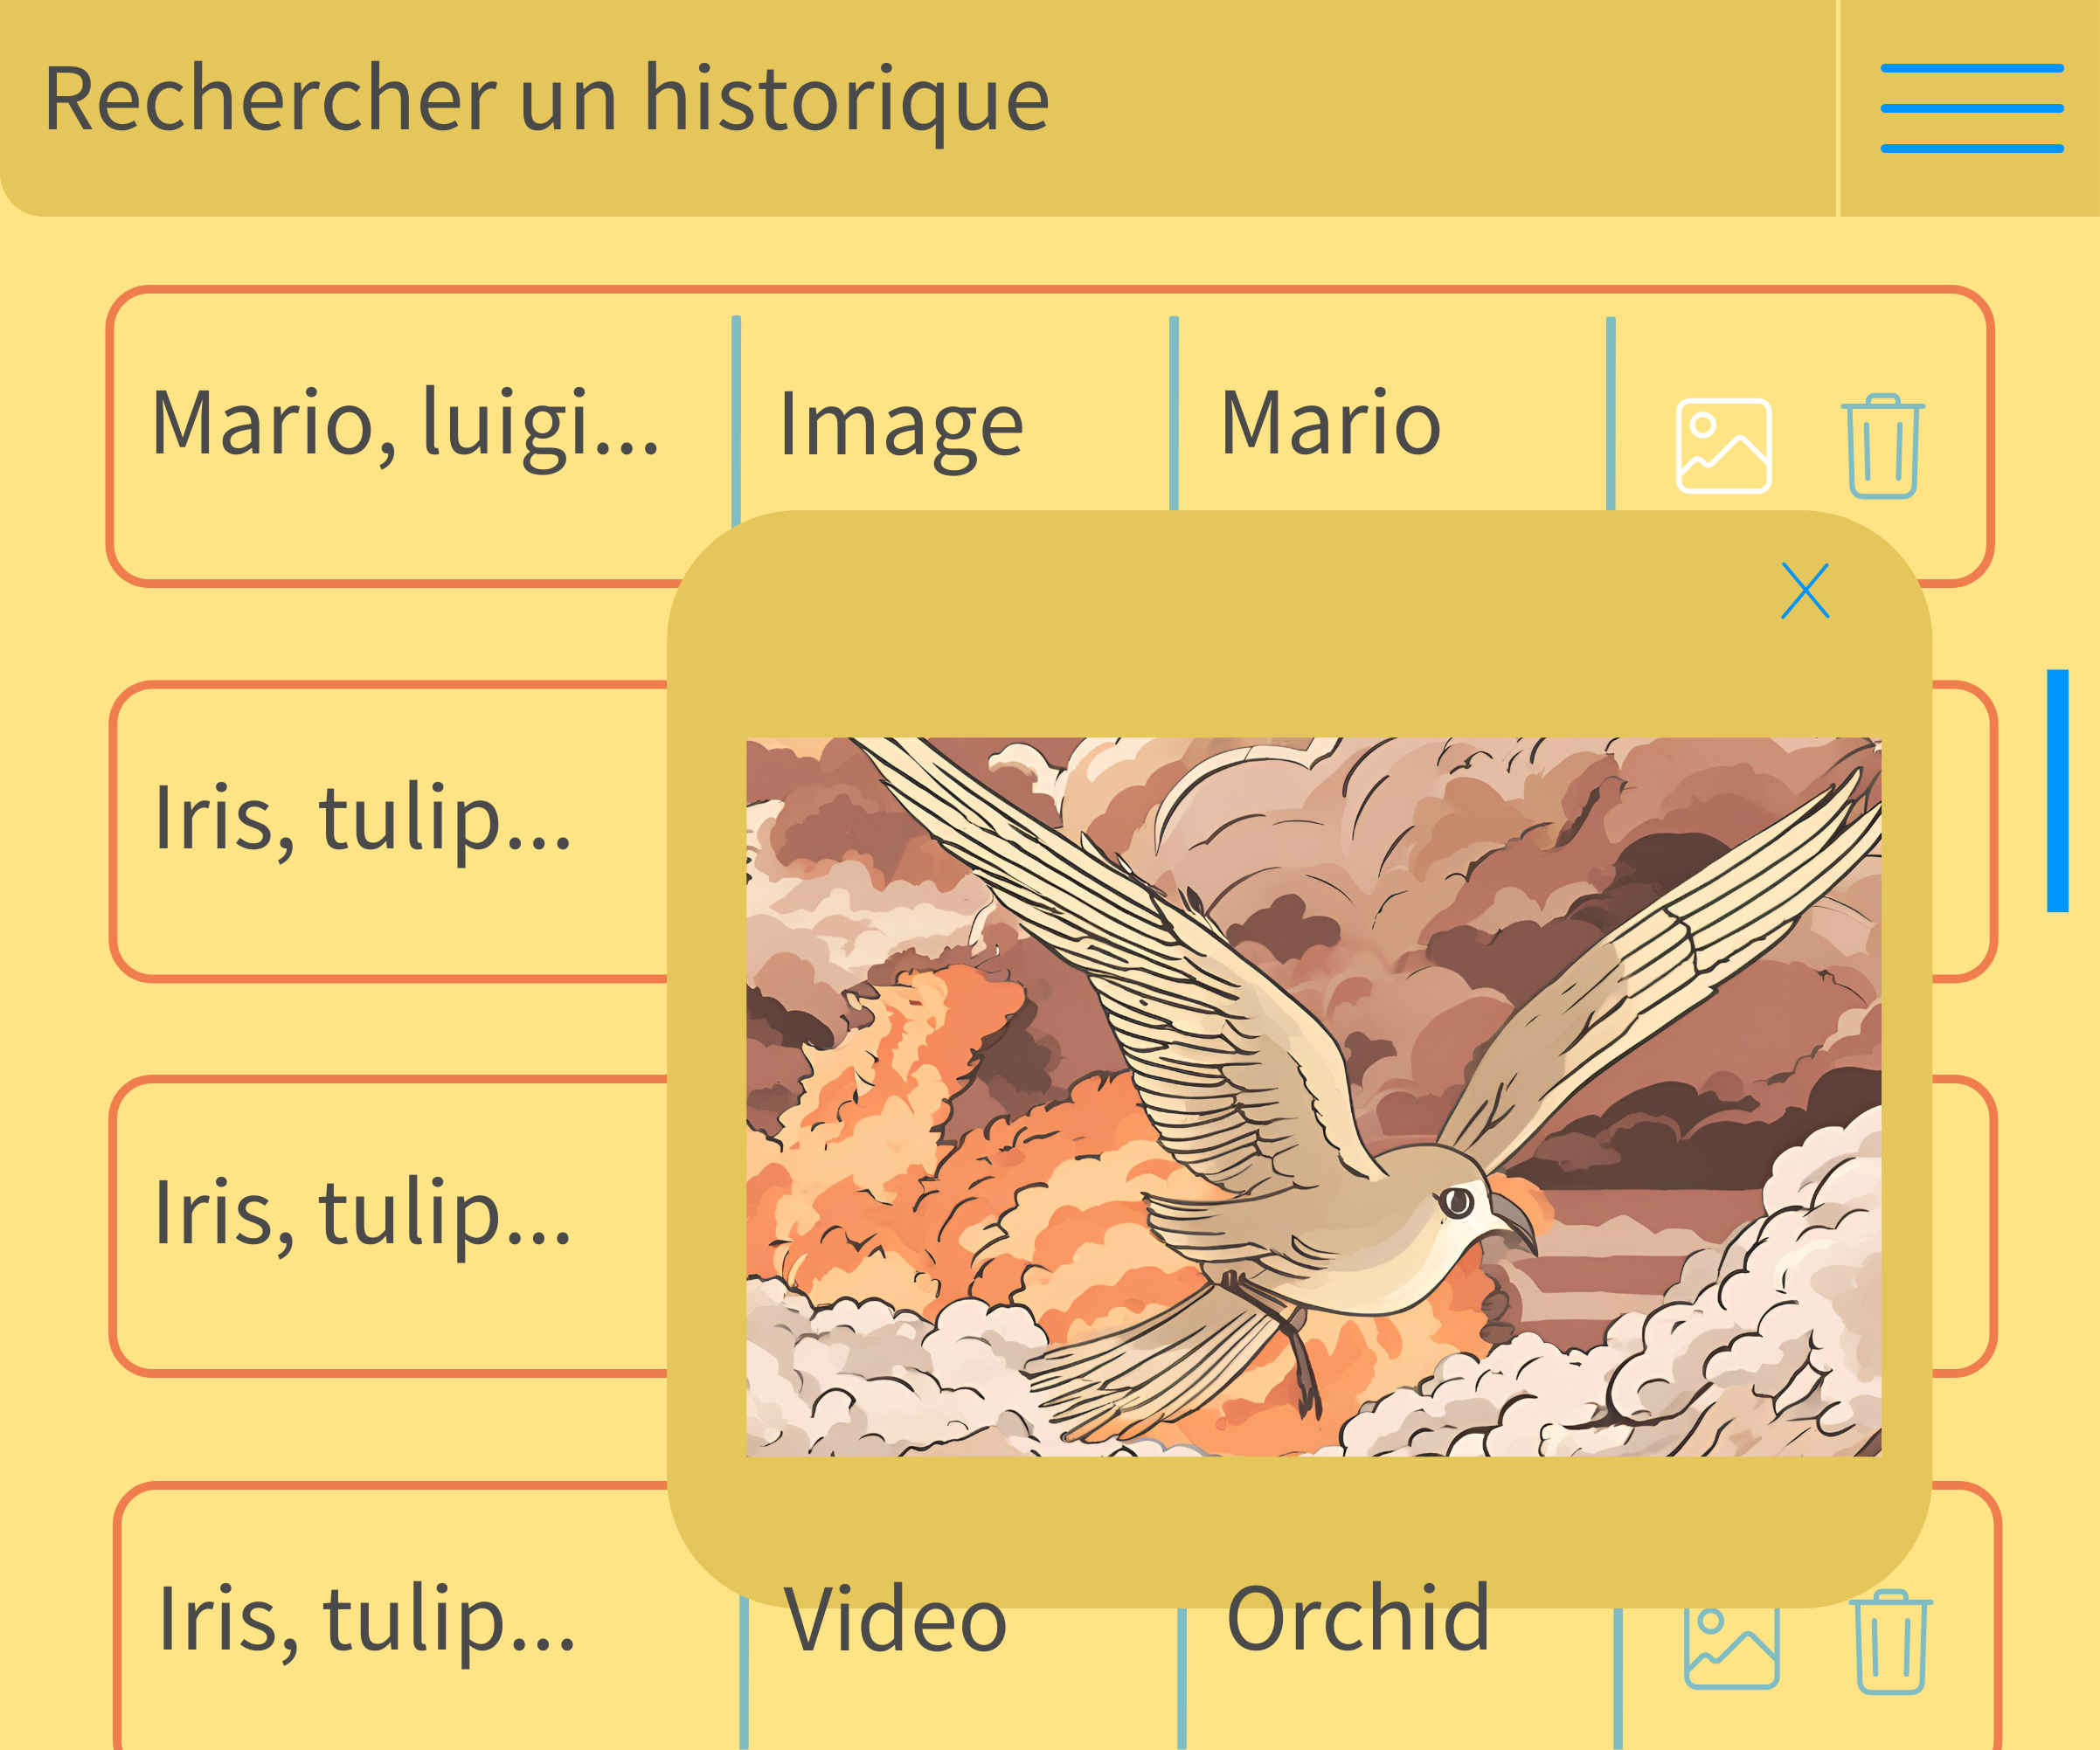 Rechercher un historique
Mario, luigi... Image Mario
Iris, tulip...
Iris, tulip...
Iris, tulip... Video Orchid